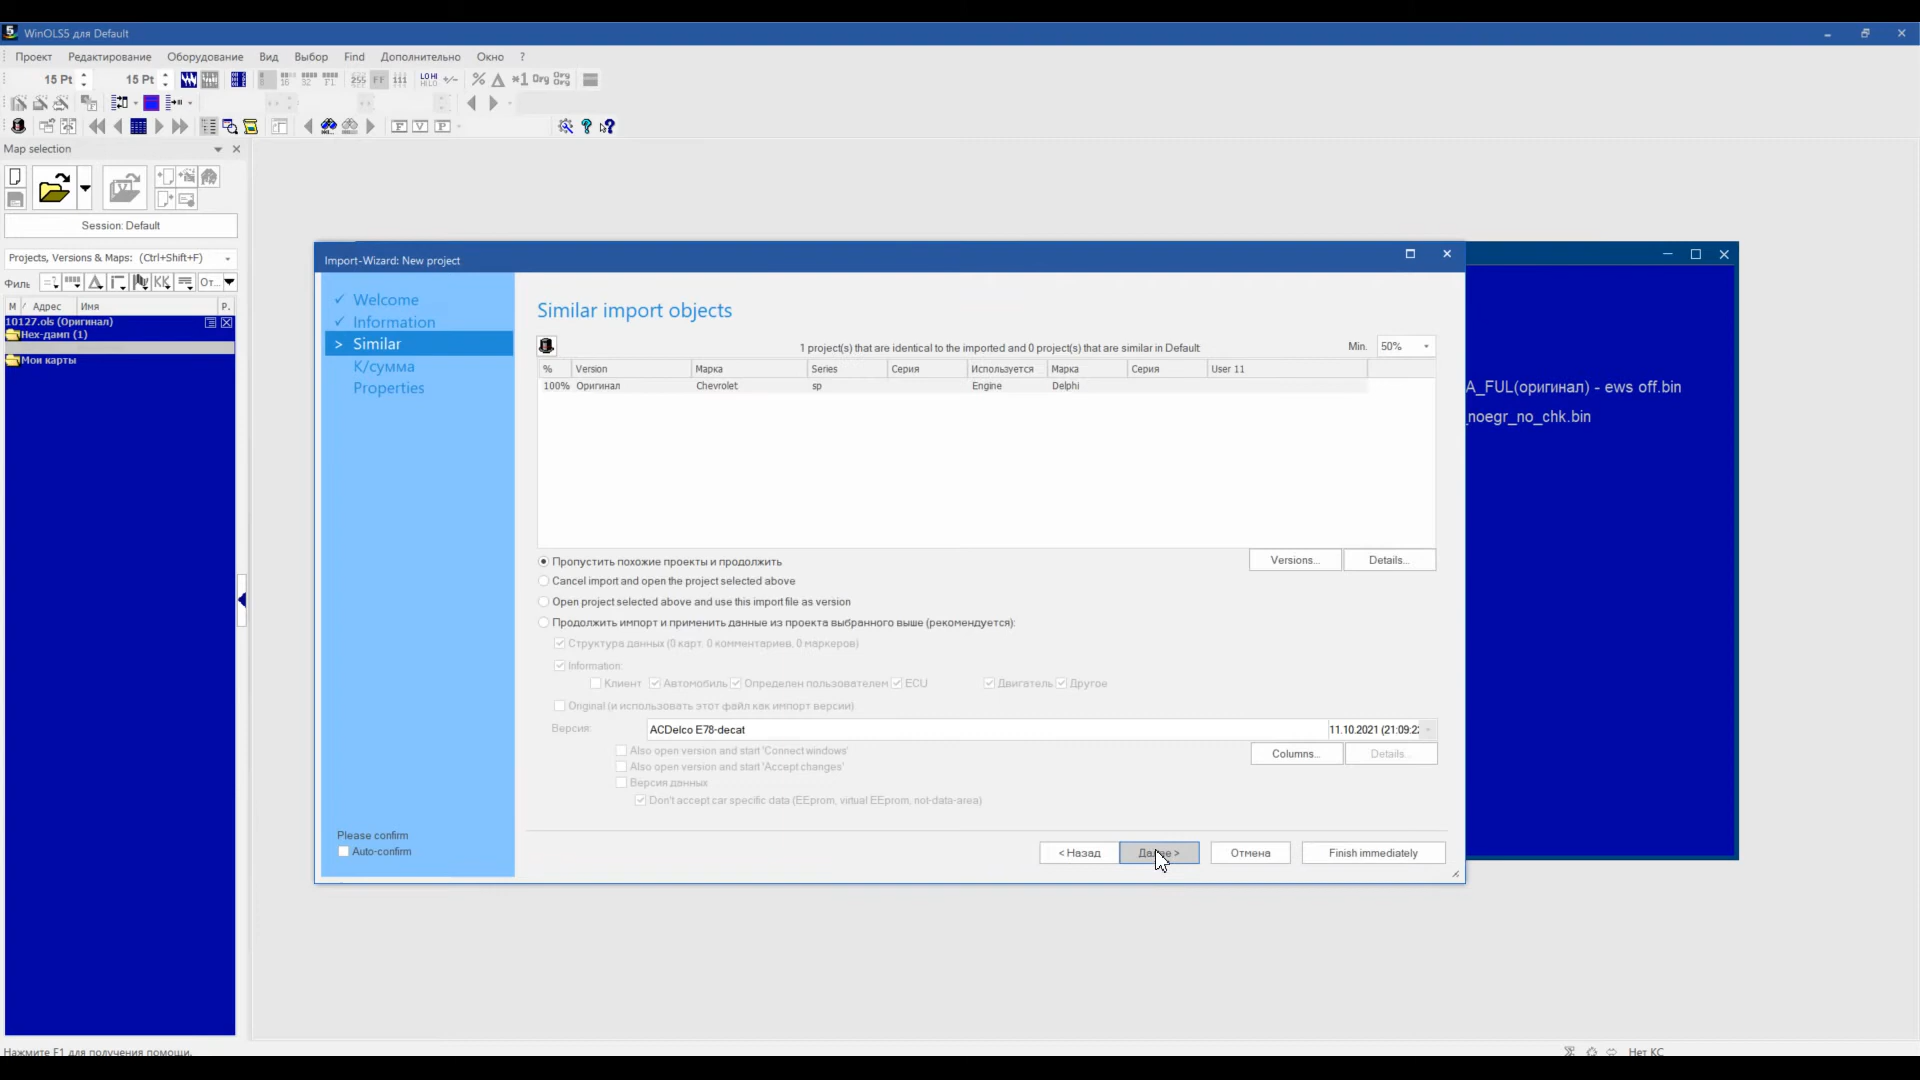 WinOLS5 для Default
Проект Редактирование Оборудование Вид Выбор Find Дополнительно Окно ?
15 Pt 15 Pt
Map selection
Session: Default
Projects, Versions & Maps: (Ctrl+Shift+F)
Филь
От...
М / Адрес Имя Р.
10127.ols (Оригинал)
Hex-дамп (1)
Мои карты
Import-Wizard: New project
Welcome
Information
> Similar
К/сумма
Properties
Please confirm
Auto-confirm
Similar import objects
1 project(s) that are identical to the imported and 0 project(s) that are similar in Default
Min. 50%
% Version Марка Series Серия Используется Марка Серия User 11
100% Оригинал Chevrolet sp Engine Delphi
Пропустить похожие проекты и продолжить
Versions... Details...
Cancel import and open the project selected above
Open project selected above and use this import file as version
Продолжить импорт и применить данные из проекта выбранного выше (рекомендуется):
Структура данных (0 карт, 0 комментариев, 0 маркеров)
Information:
Клиент Автомобиль Определен пользователем ECU Двигатель Другое
Original (и использовать этот файл как импорт версии)
Версия: ACDelco E78-decat 11.10.2021 (21:09:22
Also open version and start 'Connect windows'
Columns... Details...
Also open version and start 'Accept changes'
Версия данных
Don't accept car specific data (EEprom, virtual EEprom, not-data-area)
< Назад Далее > Отмена Finish immediately
A_FUL(оригинал) - ews off.bin
_noegr_no_chk.bin
Нажмите F1 для получения помощи.
Нет КС